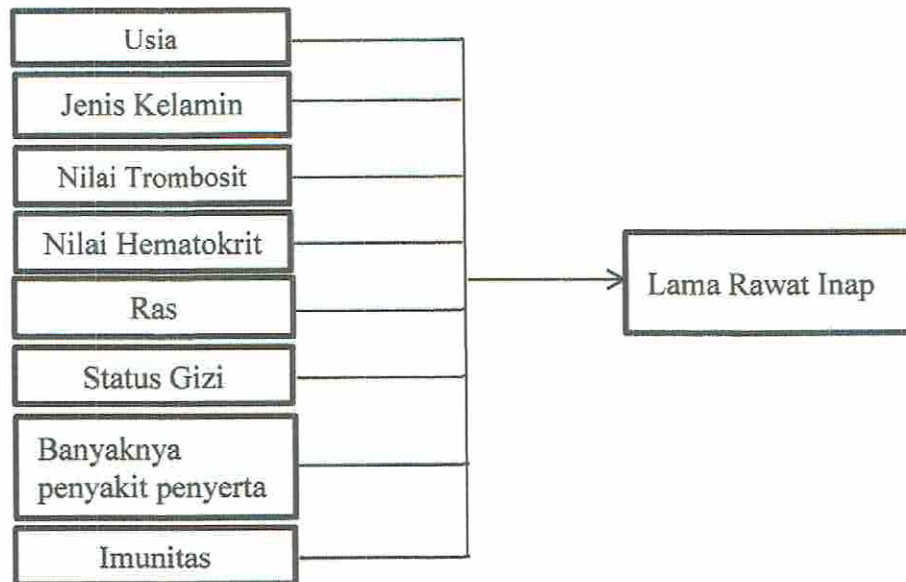 Usia
Jenis Kelamin
Nilai Trombosit
Nilai Hematokrit
Ras
Status Gizi
Banyaknya
penyakit penyerta
Imunitas
Lama Rawat Inap